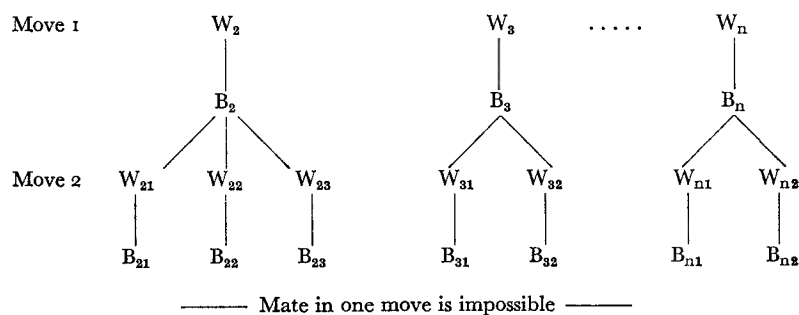 Move 1 W₂ W₃ ..... Wₙ
B₂ B₃ Bₙ
Move 2 W₂₁ W₂₂ W₂₃ W₃₁ W₃₂ Wₙ₁ Wₙ₂
B₂₁ B₂₂ B₂₃ B₃₁ B₃₂ Bₙ₁ Bₙ₂
Mate in one move is impossible